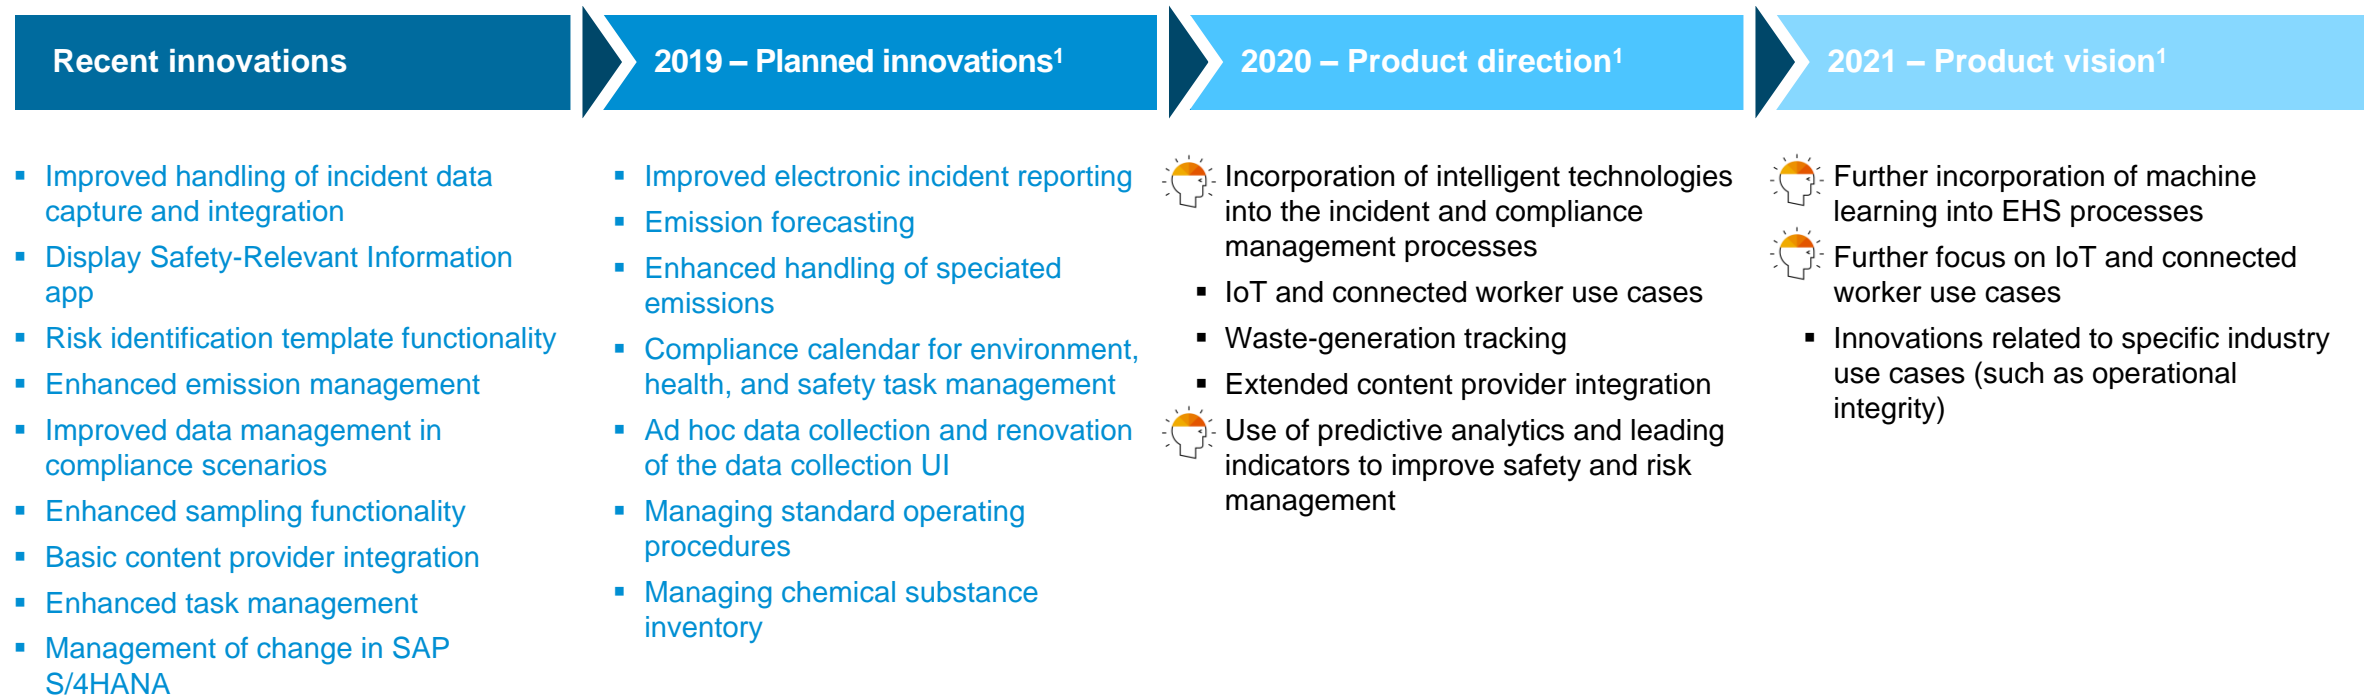 Recent innovations
2019 – Planned innovations¹
2020 – Product direction¹
2021 – Product vision¹
▪ Improved handling of incident data
capture and integration
▪ Display Safety-Relevant Information
app
▪ Risk identification template functionality
▪ Enhanced emission management
▪ Improved data management in
compliance scenarios
▪ Enhanced sampling functionality
▪ Basic content provider integration
▪ Enhanced task management
▪ Management of change in SAP
S/4HANA
▪ Improved electronic incident reporting
▪ Emission forecasting
▪ Enhanced handling of speciated
emissions
▪ Compliance calendar for environment,
health, and safety task management
▪ Ad hoc data collection and renovation
of the data collection UI
▪ Managing standard operating
procedures
▪ Managing chemical substance
inventory
Incorporation of intelligent technologies
into the incident and compliance
management processes
▪ IoT and connected worker use cases
▪ Waste-generation tracking
▪ Extended content provider integration
Use of predictive analytics and leading
indicators to improve safety and risk
management
Further incorporation of machine
learning into EHS processes
Further focus on IoT and connected
worker use cases
▪ Innovations related to specific industry
use cases (such as operational
integrity)